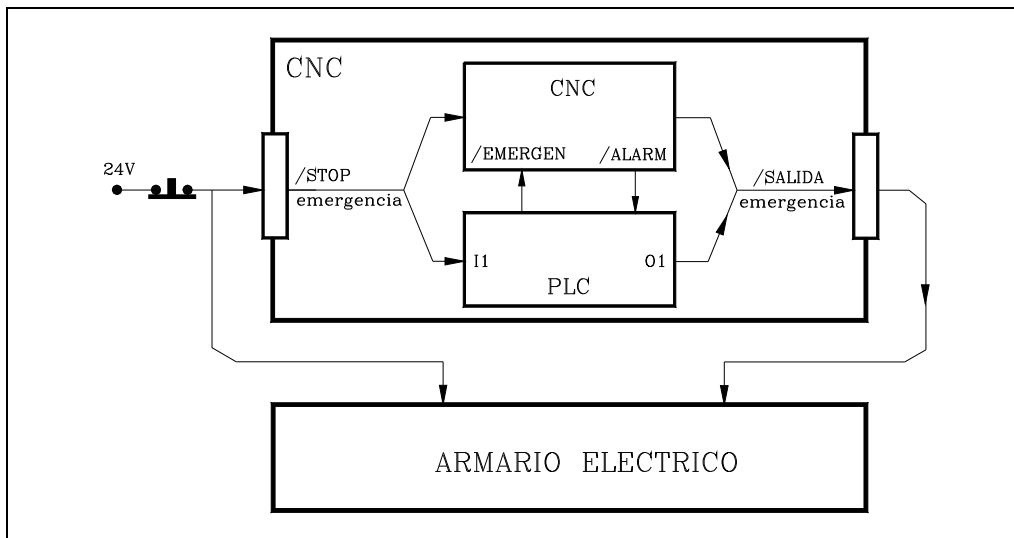 CNC
CNC
/EMERGEN /ALARM
24V
/STOP
emergencia
/SALIDA
emergencia
I1 O1
PLC
ARMARIO ELECTRICO